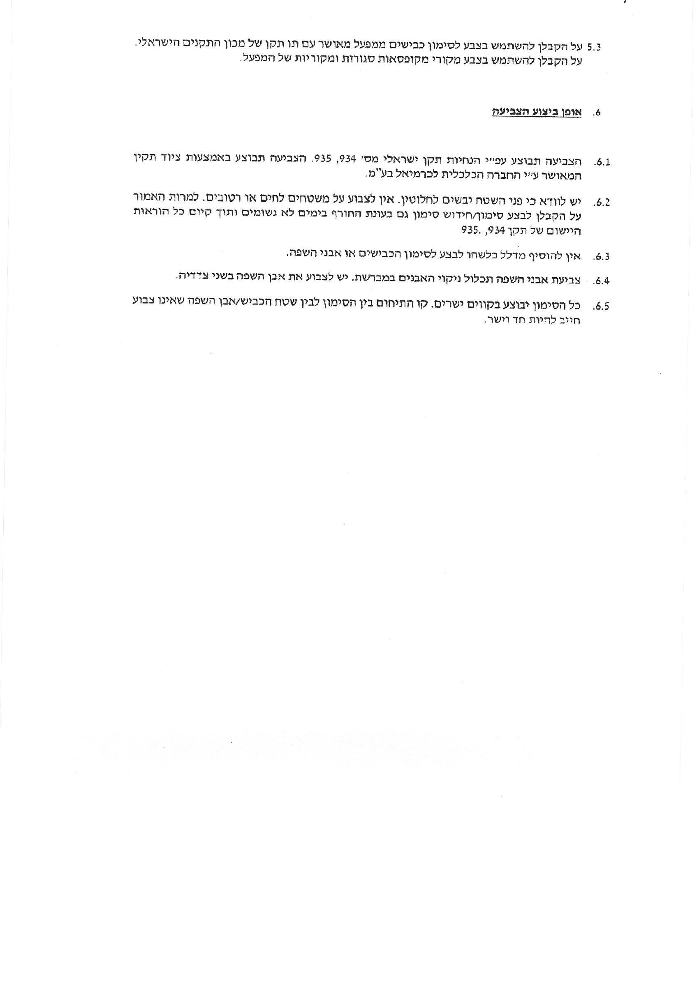 5.3 על הקבלן להשתמש בצבע לסימון כבישים ממפעל מאושר עם תו תקן של מכון התקנים הישראלי.
על הקבלן להשתמש בצבע מקורי מקופסאות סגורות ומקוריות של המפעל.
6. אופן ביצוע הצביעה
6.1. הצביעה תבוצע עפ"י הנחיות תקן ישראלי מס' 934, 935. הצביעה תבוצע באמצעות ציוד תקין
המאושר ע"י החברה הכלכלית לכרמיאל בע"מ.
6.2. יש לוודא כי פני השטח יבשים לחלוטין. אין לצבוע על משטחים לחים או רטובים. למרות האמור
על הקבלן לבצע סימון/חידוש סימון גם בעונת החורף בימים לא גשומים ותוך קיום כל הוראות
היישום של תקן 934, .935
6.3. אין להוסיף מדלל כלשהו לבצע לסימון הכבישים או אבני השפה.
6.4. צביעת אבני השפה תכלול ניקוי האבנים במברשת. יש לצבוע את אבן השפה בשני צדדיה.
6.5. כל הסימון יבוצע בקווים ישרים. קו התיחום בין הסימון לבין שטח הכביש/אבן השפה שאינו צבוע
חייב להיות חד וישר.